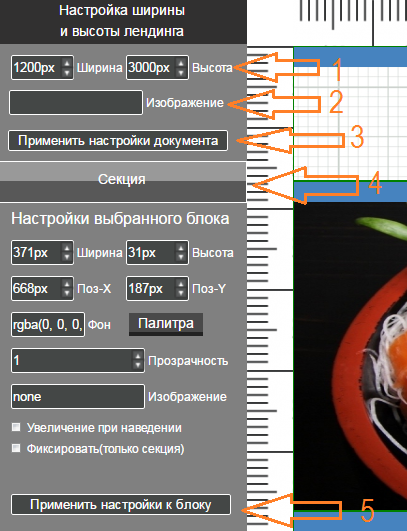 Настройка ширины
и высоты лендинга
1200px Ширина 3000px Высота 1
Изображение 2
Применить настройки документа 3
Секция 4
Настройки выбранного блока
371px Ширина 31px Высота
668px Поз-X 187px Поз-Y
rgba(0, 0, 0, Фон Палитра
1 Прозрачность
none Изображение
Увеличение при наведении
Фиксировать(только секция)
Применить настройки к блоку 5